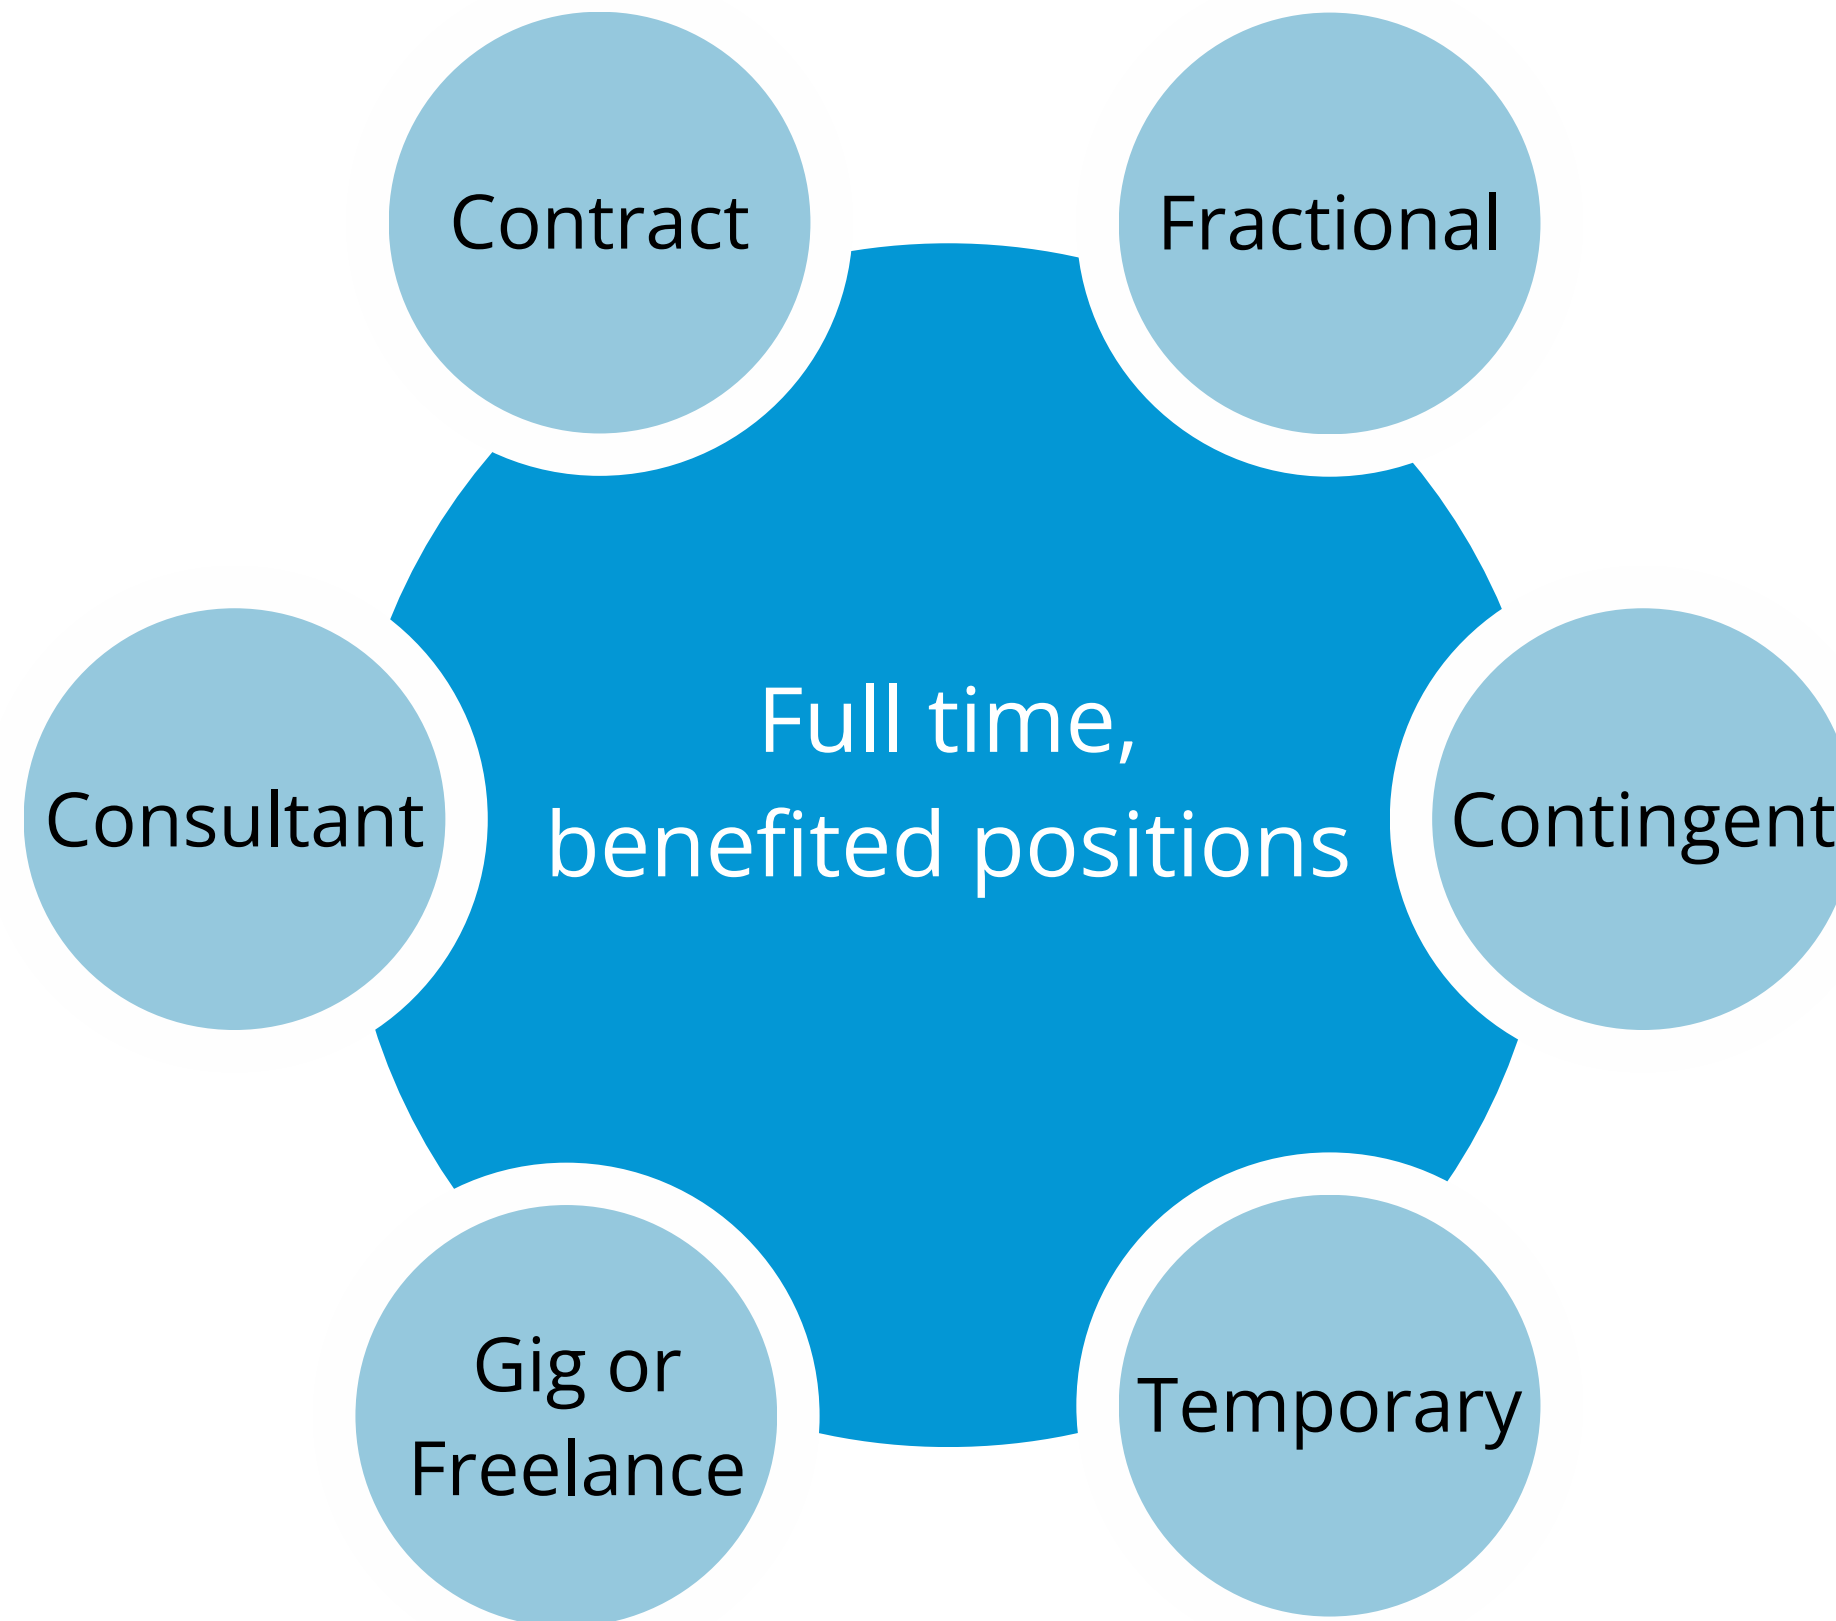 Contract
Fractional
Full time,
benefited positions
Consultant
Contingent
Gig or
Freelance
Temporary